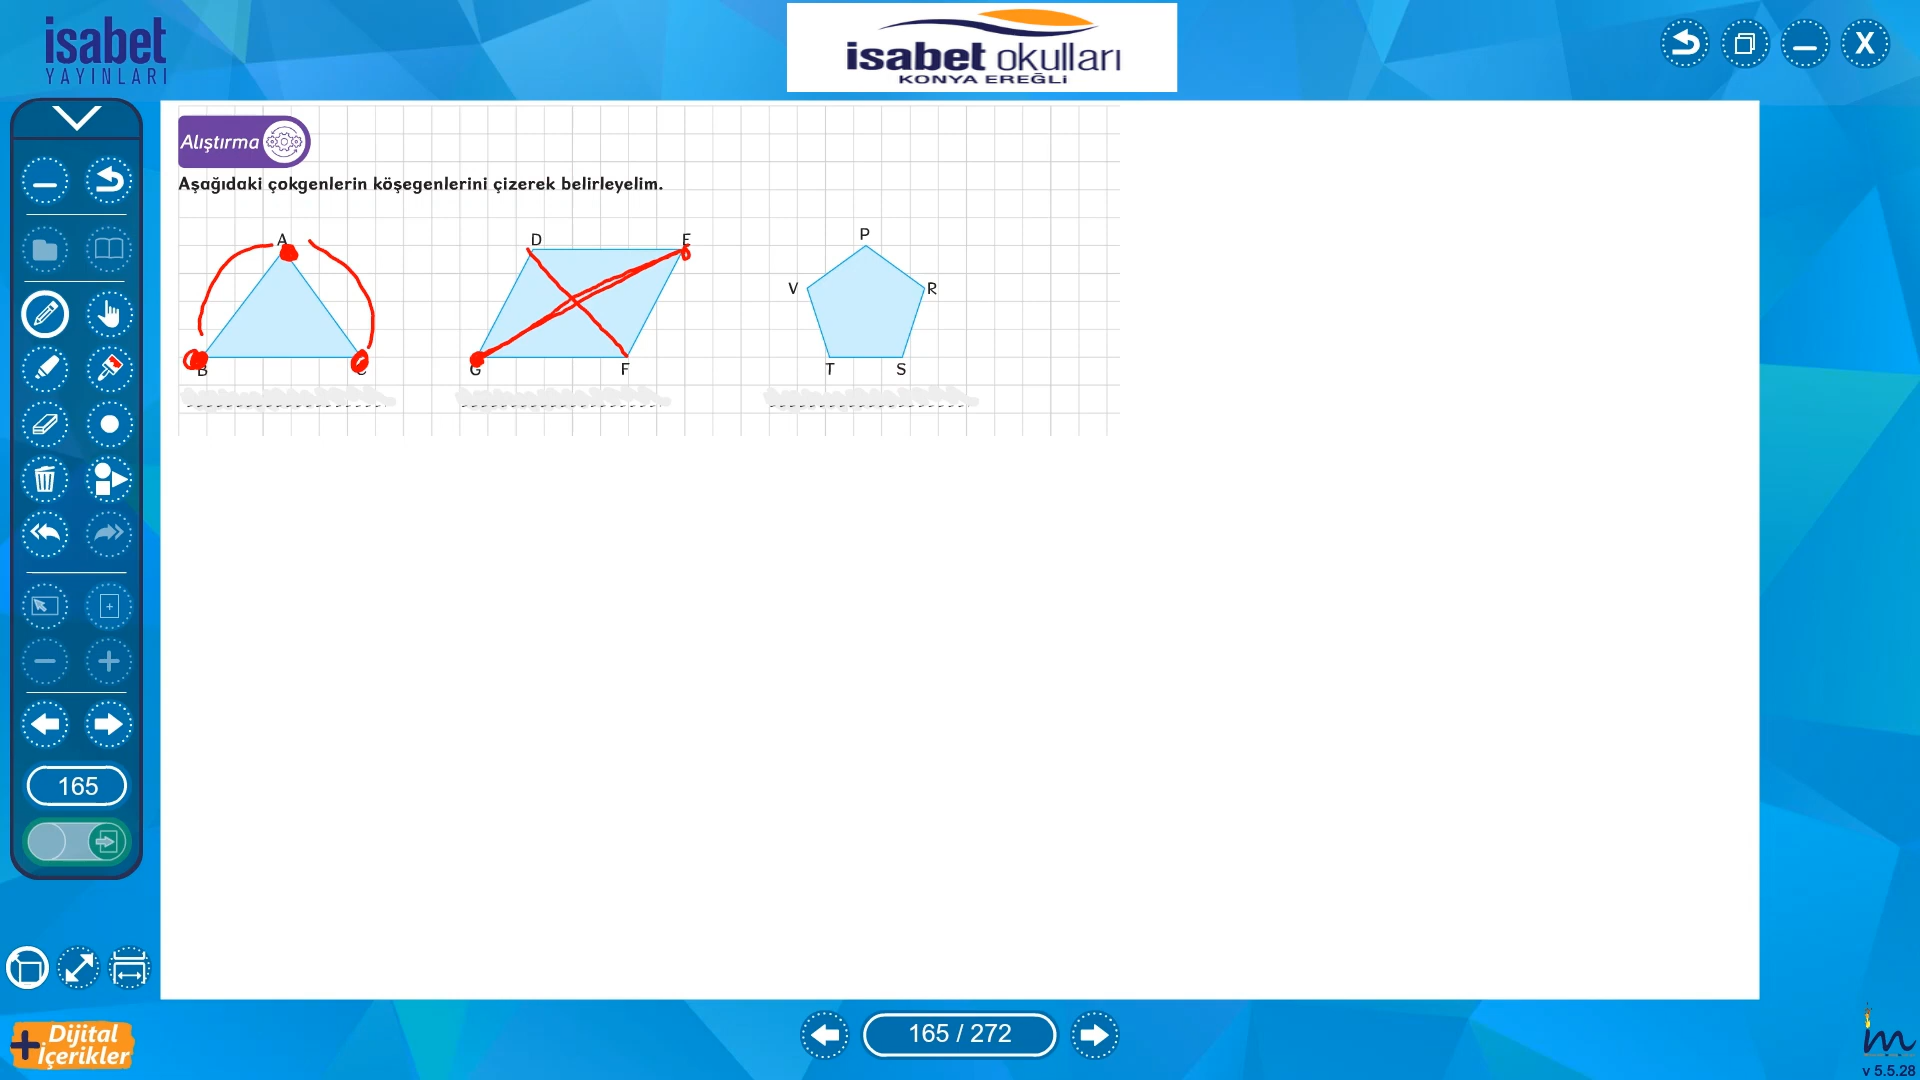 isabet
YAYINLARI
isabet okulları
KONYA EREĞLİ
X
Alıştırma
Aşağıdaki çokgenlerin köşegenlerini çizerek belirleyelim.
A
B
C
D
E
G
F
P
V
R
T
S
165
165 / 272
+ Dijital
İçerikler
v 5.5.28